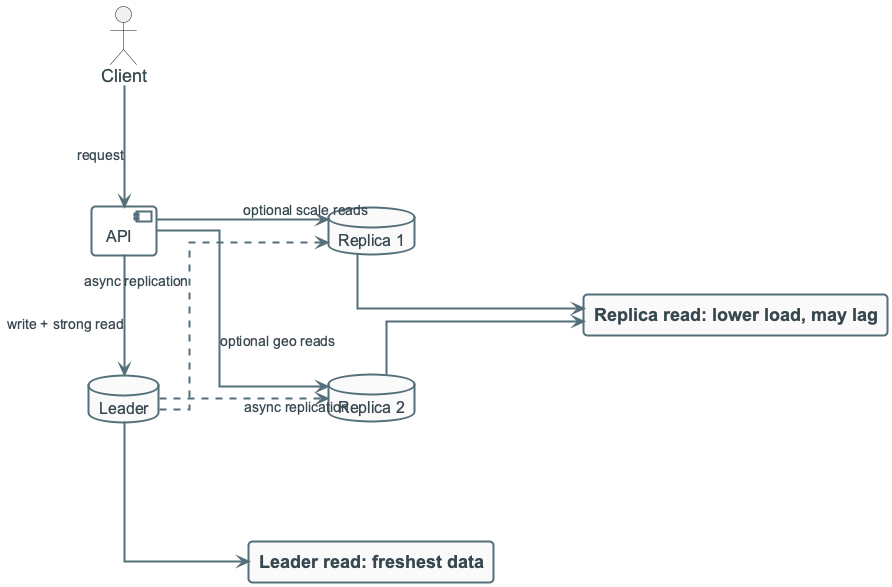 Client
request
optional scale reads
API
Replica 1
async replication
Replica read: lower load, may lag
write + strong read
optional geo reads
Leader
async replication
Replica 2
Leader read: freshest data